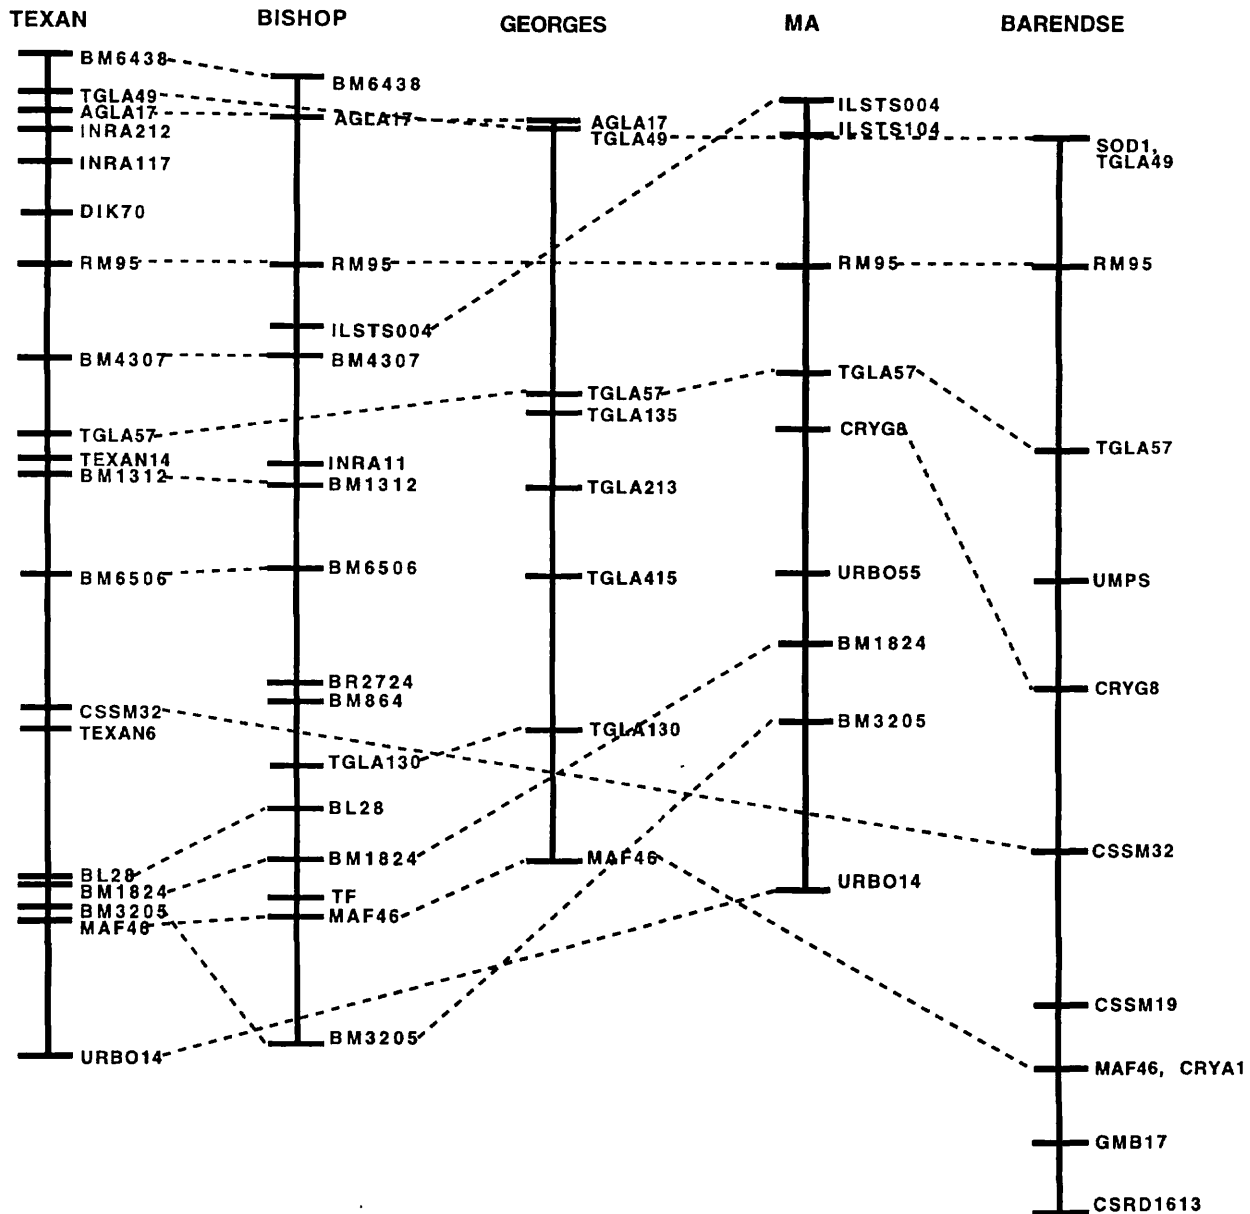 TEXAN
BM6438
TGLA49
AGLA17
INRA212
INRA117
DIK70
RM95
BM4307
TGLA57
TEXAN14
BM1312
BM6506
CSSM32
TEXAN6
BL28
BM1824
BM3205
MAF46
URBO14
BISHOP
BM6438
AGLA17
RM95
ILSTS004
BM4307
INRA11
BM1312
BM6506
BR2724
BM864
TGLA130
BL28
BM1824
TF
MAF46
BM3205
GEORGES
AGLA17
TGLA49
TGLA57
TGLA135
TGLA213
TGLA415
TGLA130
MAF46
MA
ILSTS004
ILSTS104
RM95
TGLA57
CRYG8
URBO55
BM1824
BM3205
URBO14
BARENDSE
SOD1,
TGLA49
RM95
TGLA57
UMPS
CRYG8
CSSM32
CSSM19
MAF46, CRYA1
GMB17
CSRD1613